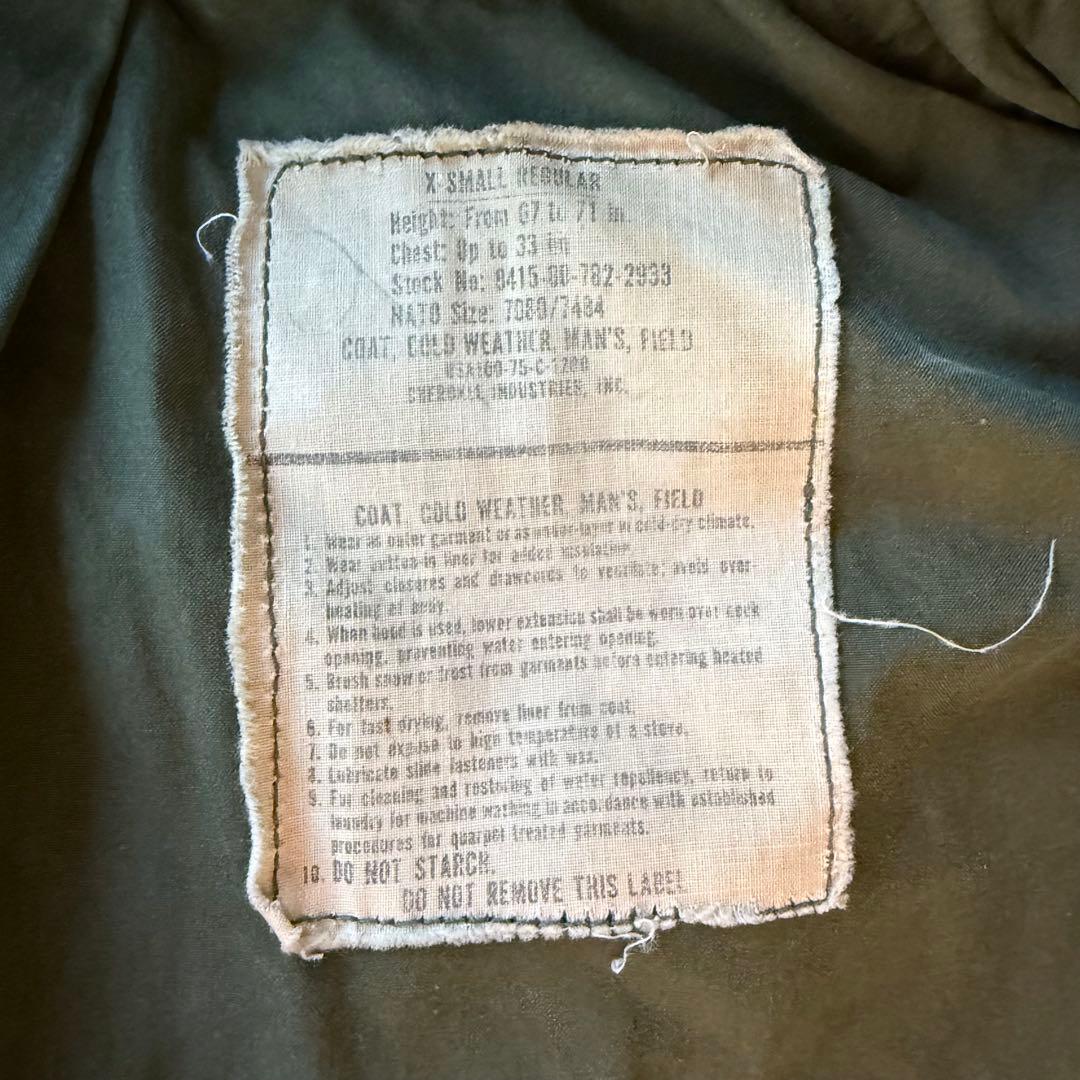 X-SMALL REGULAR
Height: From 67 to 71 in
Chest: Up to 33 in
Stock No: 8415-00-782-2933
NATO Size: 7080/7484
COAT, COLD WEATHER, MAN'S, FIELD
CHEROKEE INDUSTRIES, INC.
COAT, COLD WEATHER, MAN'S, FIELD
1. Wear as outer garment or as under-layer in cold-dry climate.
2. Wear button-in liner for added insulation.
3. Adjust closures and drawcords to ventilate; avoid over-
heating of body.
4. When hood is used, lower extension shall be worn over neck
opening, preventing water entering opening.
5. Brush snow or frost from garments before entering heated
shelters.
6. For fast drying, remove liner from coat.
7. Do not expose to high temperature of a stove.
8. Lubricate slide fasteners with wax.
9. For cleaning and restoring of water repellency, return to
laundry for machine washing in accordance with established
procedures for quarpel treated garments.
10. DO NOT STARCH.
DO NOT REMOVE THIS LABEL